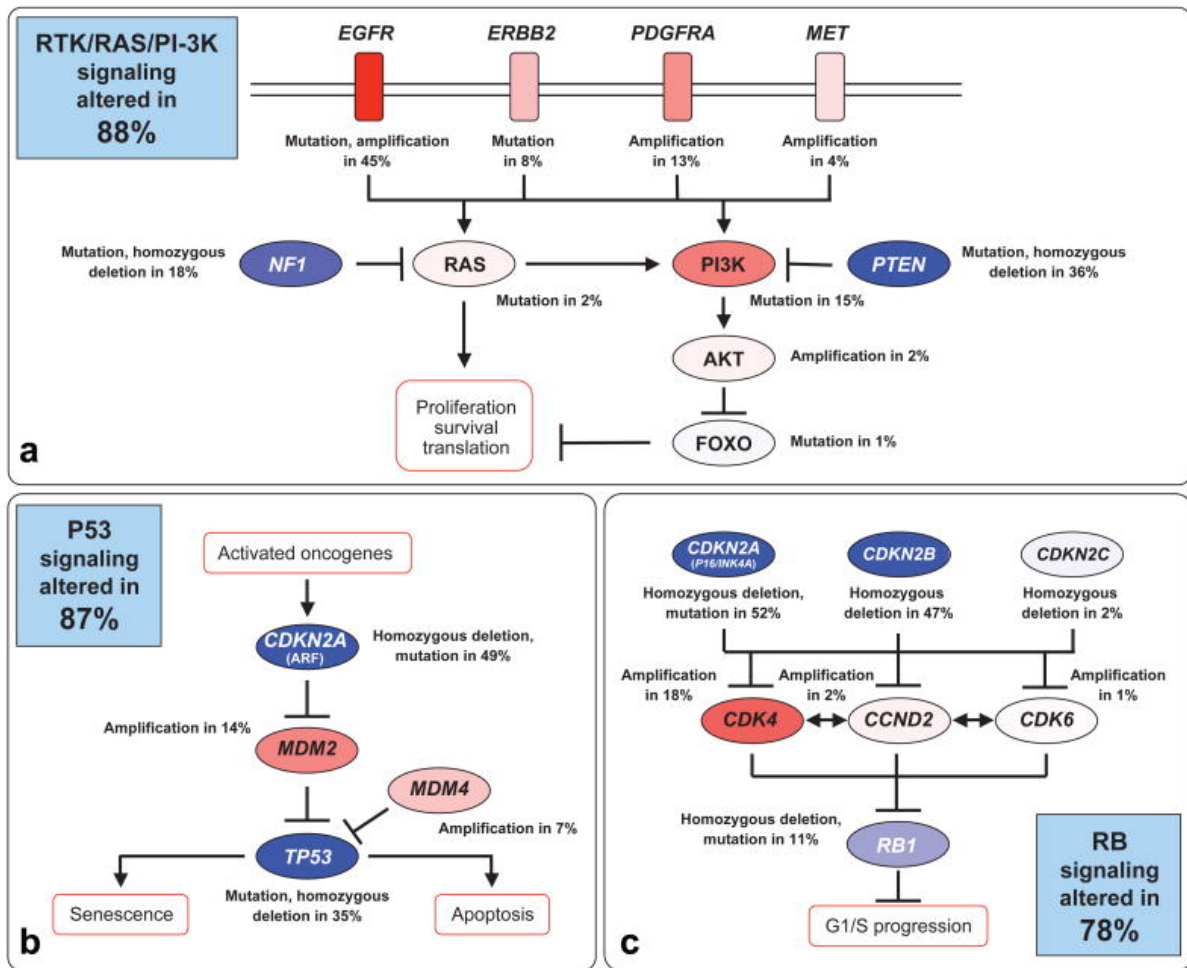 RTK/RAS/PI-3K
signaling
altered in
88%
EGFR
ERBB2
PDGFRA
MET
Mutation, amplification
in 45%
Mutation
in 8%
Amplification
in 13%
Amplification
in 4%
Mutation, homozygous
deletion in 18%
NF1
RAS
PI3K
PTEN
Mutation, homozygous
deletion in 36%
Mutation in 2%
Mutation in 15%
AKT
Amplification in 2%
Proliferation
survival
translation
FOXO
Mutation in 1%
a
P53
signaling
altered in
87%
Activated oncogenes
CDKN2A
(ARF)
Homozygous deletion,
mutation in 49%
Amplification in 14%
MDM2
MDM4
Amplification in 7%
TP53
Mutation, homozygous
deletion in 35%
Senescence
Apoptosis
b
CDKN2A
(P16/INK4A)
CDKN2B
CDKN2C
Homozygous deletion,
mutation in 52%
Homozygous
deletion in 47%
Homozygous
deletion in 2%
Amplification
in 18%
Amplification
in 2%
Amplification
in 1%
CDK4
CCND2
CDK6
Homozygous deletion,
mutation in 11%
RB1
G1/S progression
RB
signaling
altered in
78%
c